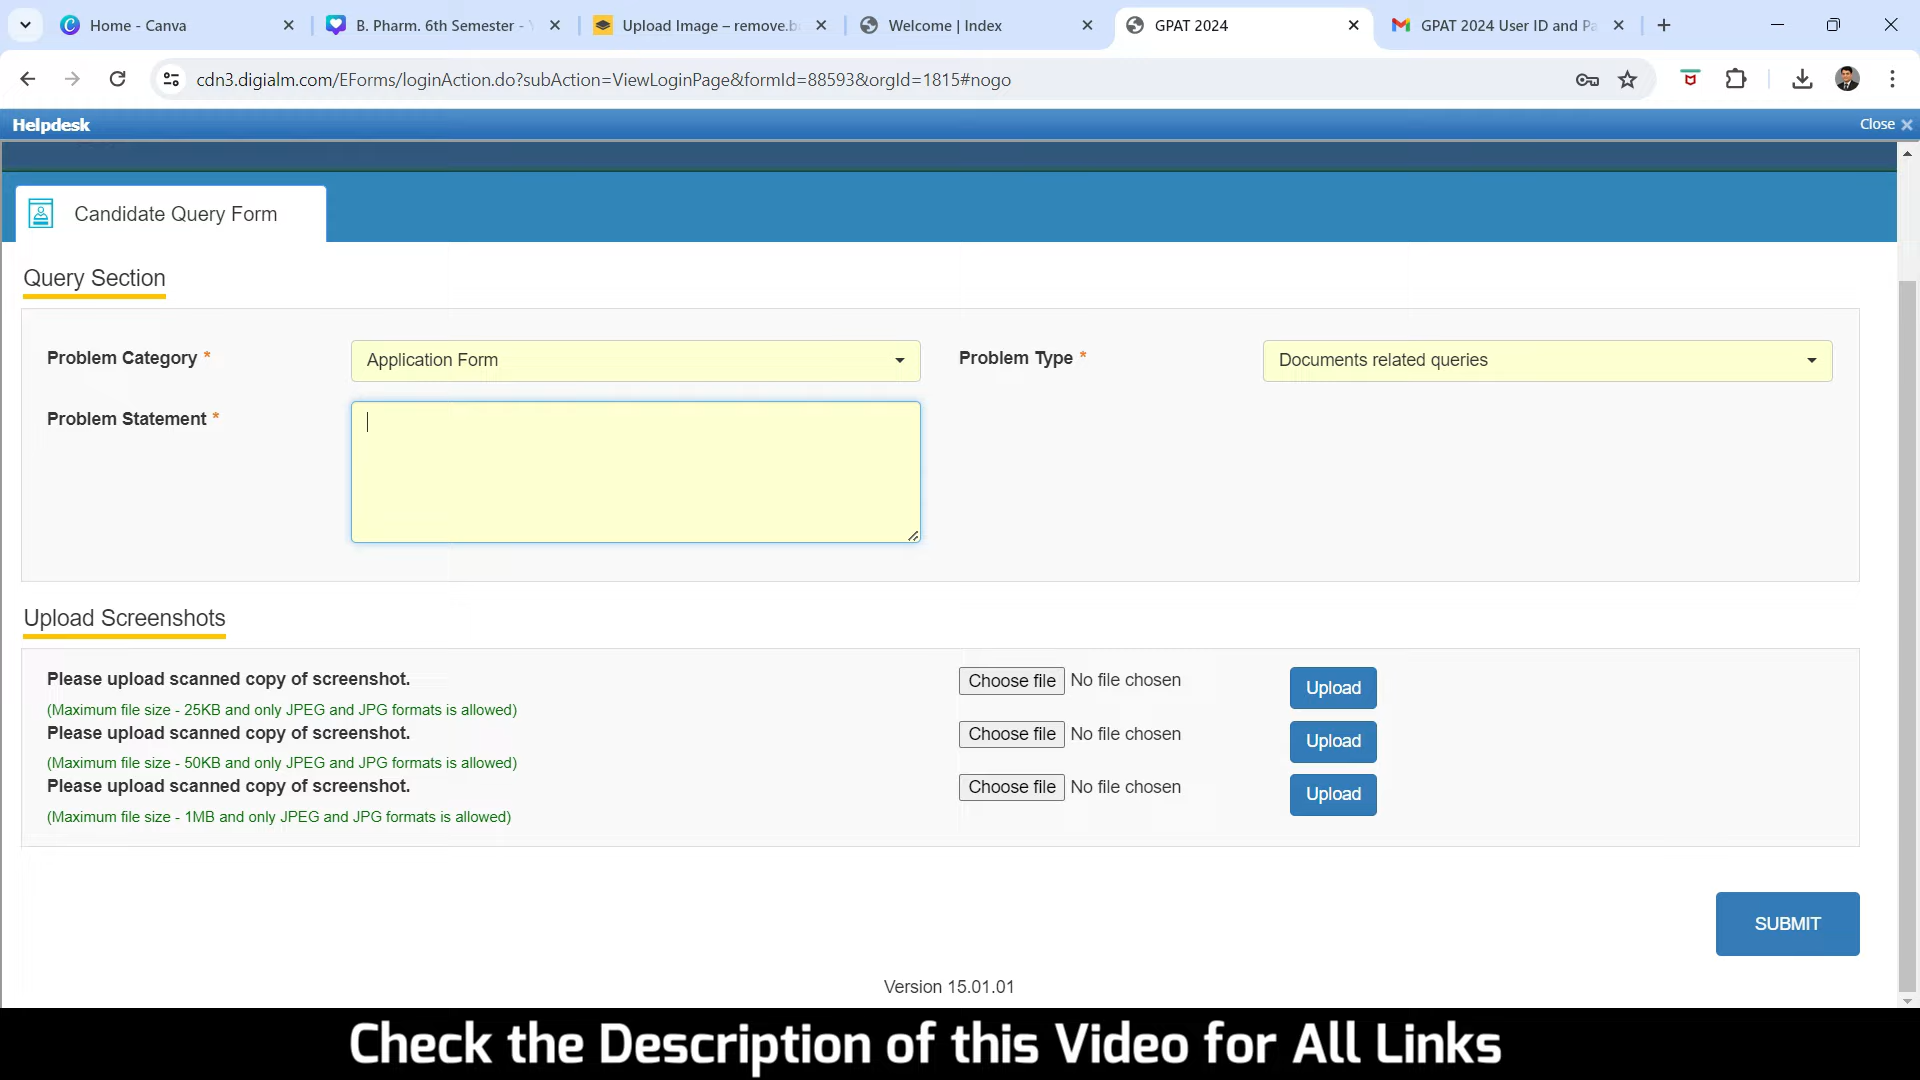 Home - Canva
B. Pharm. 6th Semester -
Upload Image – remove.b
Welcome | Index
GPAT 2024
GPAT 2024 User ID and Pa
cdn3.digialm.com/EForms/loginAction.do?subAction=ViewLoginPage&formId=88593&orgId=1815#nogo
Helpdesk
Close
Candidate Query Form
Query Section
Problem Category *
Application Form
Problem Type *
Documents related queries
Problem Statement *
Upload Screenshots
Please upload scanned copy of screenshot.
Choose file No file chosen
Upload
(Maximum file size - 25KB and only JPEG and JPG formats is allowed)
Please upload scanned copy of screenshot.
Choose file No file chosen
Upload
(Maximum file size - 50KB and only JPEG and JPG formats is allowed)
Please upload scanned copy of screenshot.
Choose file No file chosen
Upload
(Maximum file size - 1MB and only JPEG and JPG formats is allowed)
SUBMIT
Version 15.01.01
Check the Description of this Video for All Links